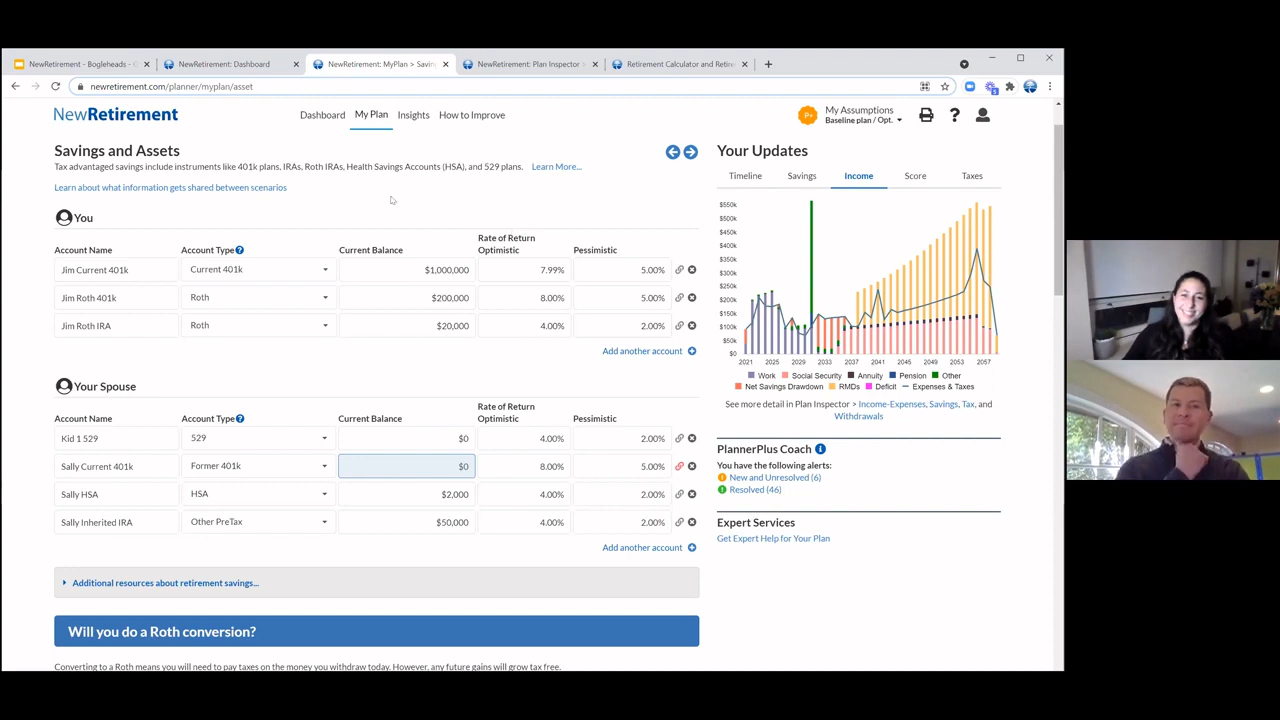 NewRetirement - Bogleheads - G
NewRetirement: Dashboard
NewRetirement: MyPlan > Savin
NewRetirement: Plan Inspector >
Retirement Calculator and Retire
newretirement.com/planner/myplan/asset
NewRetirement
Dashboard
My Plan
Insights
How to Improve
P+
My Assumptions
Baseline plan / Opt.
Savings and Assets
Tax advantaged savings include instruments like 401k plans, IRAs, Roth IRAs, Health Savings Accounts (HSA), and 529 plans. Learn More...
Learn about what information gets shared between scenarios
You
Account Name Account Type Current Balance Rate of Return Optimistic Pessimistic
Jim Current 401k Current 401k $1,000,000 7.99% 5.00%
Jim Roth 401k Roth $200,000 8.00% 5.00%
Jim Roth IRA Roth $20,000 4.00% 2.00%
Add another account
Your Spouse
Account Name Account Type Current Balance Rate of Return Optimistic Pessimistic
Kid 1 529 529 $0 4.00% 2.00%
Sally Current 401k Former 401k $0 8.00% 5.00%
Sally HSA HSA $2,000 4.00% 2.00%
Sally Inherited IRA Other PreTax $50,000 4.00% 2.00%
Add another account
Additional resources about retirement savings...
Will you do a Roth conversion?
Converting to a Roth means you will need to pay taxes on the money you withdraw today. However, any future gains will grow tax free.
Your Updates
Timeline Savings Income Score Taxes
$550k
$500k
$450k
$400k
$350k
$300k
$250k
$200k
$150k
$100k
$50k
$0
2021 2025 2029 2033 2037 2041 2045 2049 2053 2057
Work Social Security Annuity Pension Other
Net Savings Drawdown RMDs Deficit Expenses & Taxes
See more detail in Plan Inspector > Income-Expenses, Savings, Tax, and
Withdrawals
PlannerPlus Coach
You have the following alerts:
New and Unresolved (6)
Resolved (46)
Expert Services
Get Expert Help for Your Plan